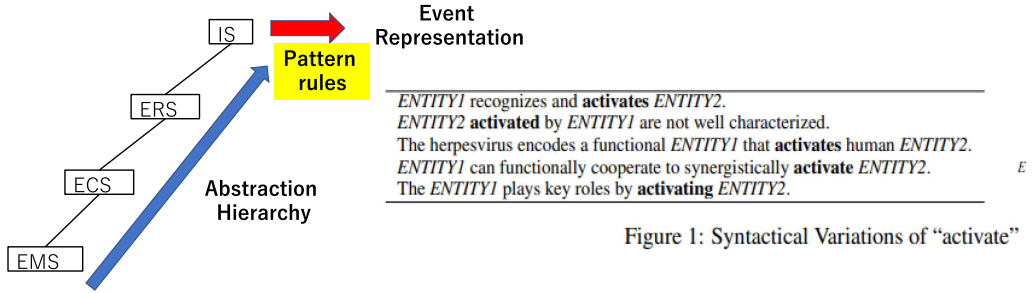 IS
Event
Representation
Pattern
rules
ERS
ECS
Abstraction
Hierarchy
EMS
ENTITY1 recognizes and activates ENTITY2.
ENTITY2 activated by ENTITY1 are not well characterized.
The herpesvirus encodes a functional ENTITY1 that activates human ENTITY2.
ENTITY1 can functionally cooperate to synergistically activate ENTITY2.
The ENTITY1 plays key roles by activating ENTITY2.
E
Figure 1: Syntactical Variations of “activate”